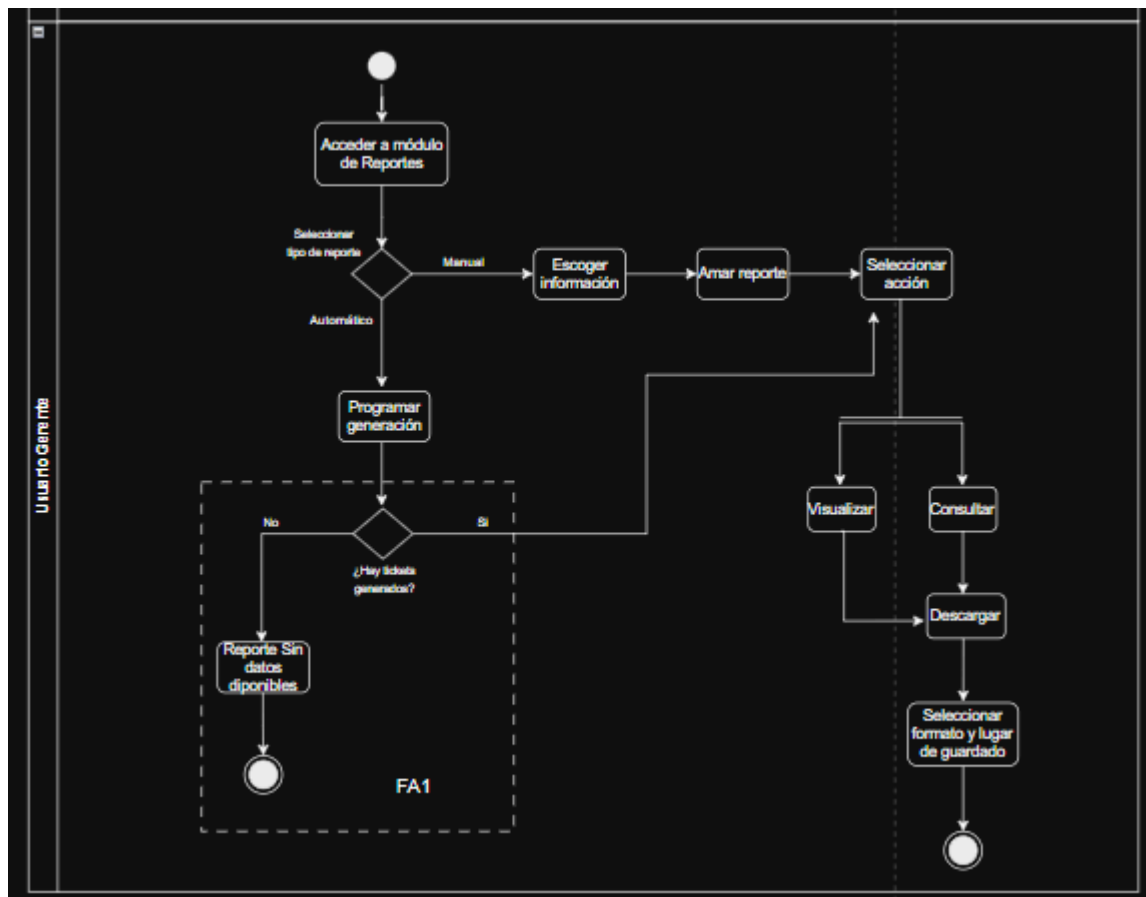 Usuario Gerente
Acceder a módulo
de Reportes
Seleccionar
tipo de reporte
Manual
Escoger
información
Amar reporte
Seleccionar
acción
Automático
Programar
generación
Visualizar
Consultar
No
Si
¿Hay tickets
generados?
Descargar
Reporte Sin
datos
diponibles
Seleccionar
formato y lugar
de guardado
FA1